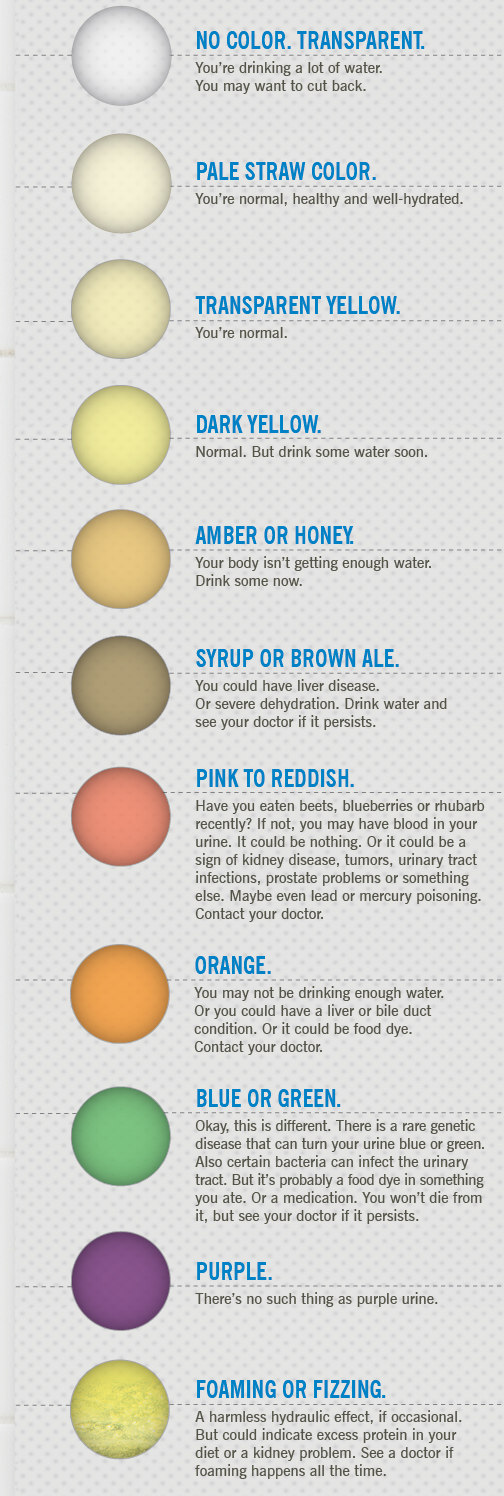 NO COLOR. TRANSPARENT.
You're drinking a lot of water.
You may want to cut back.
PALE STRAW COLOR.
You're normal, healthy and well-hydrated.
TRANSPARENT YELLOW.
You're normal.
DARK YELLOW.
Normal. But drink some water soon.
AMBER OR HONEY.
Your body isn't getting enough water.
Drink some now.
SYRUP OR BROWN ALE.
You could have liver disease.
Or severe dehydration. Drink water and
see your doctor if it persists.
PINK TO REDDISH.
Have you eaten beets, blueberries or rhubarb
recently? If not, you may have blood in your
urine. It could be nothing. Or it could be a
sign of kidney disease, tumors, urinary tract
infections, prostate problems or something
else. Maybe even lead or mercury poisoning.
Contact your doctor.
ORANGE.
You may not be drinking enough water.
Or you could have a liver or bile duct
condition. Or it could be food dye.
Contact your doctor.
BLUE OR GREEN.
Okay, this is different. There is a rare genetic
disease that can turn your urine blue or green.
Also certain bacteria can infect the urinary
tract. But it's probably a food dye in something
you ate. Or a medication. You won't die from
it, but see your doctor if it persists.
PURPLE.
There's no such thing as purple urine.
FOAMING OR FIZZING.
A harmless hydraulic effect, if occasional.
But could indicate excess protein in your
diet or a kidney problem. See a doctor if
foaming happens all the time.